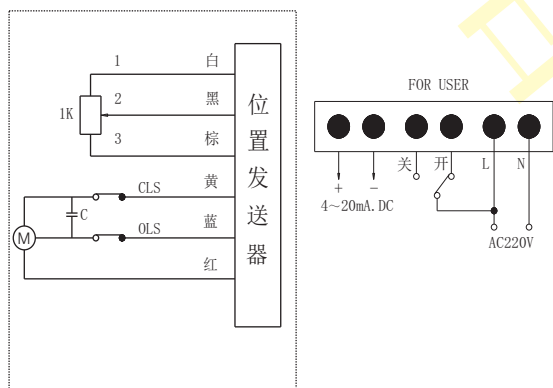 1 白
2 黑
1K
3 棕
黄
CLS
C
蓝
OLS
M
红
位置发送器
FOR USER
关 开 L N
+ -
4~20mA.DC
AC220V